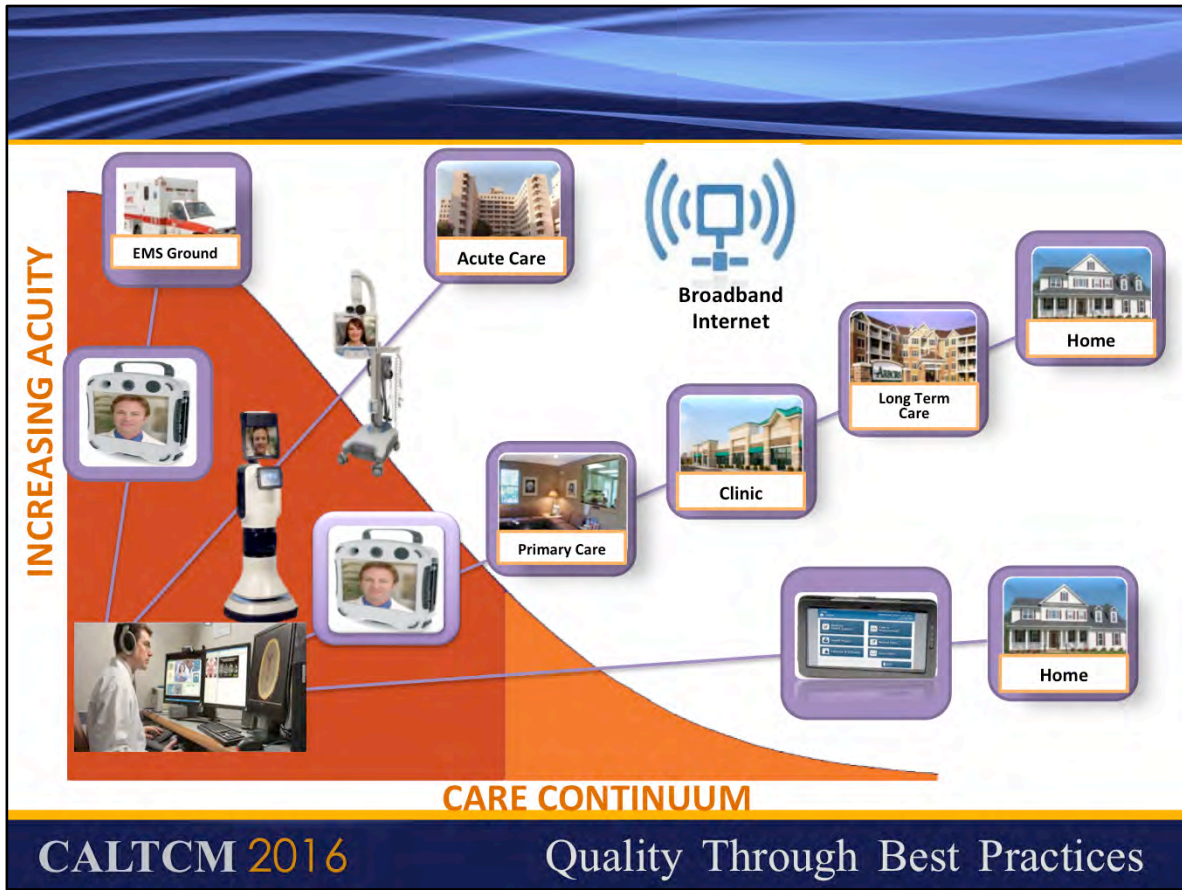 EMS Ground
Acute Care
Broadband
Internet
Home
INCREASING ACUITY
ARBORS
Long Term
Care
Clinic
Primary Care
Home
CARE CONTINUUM
CALTCM 2016
Quality Through Best Practices